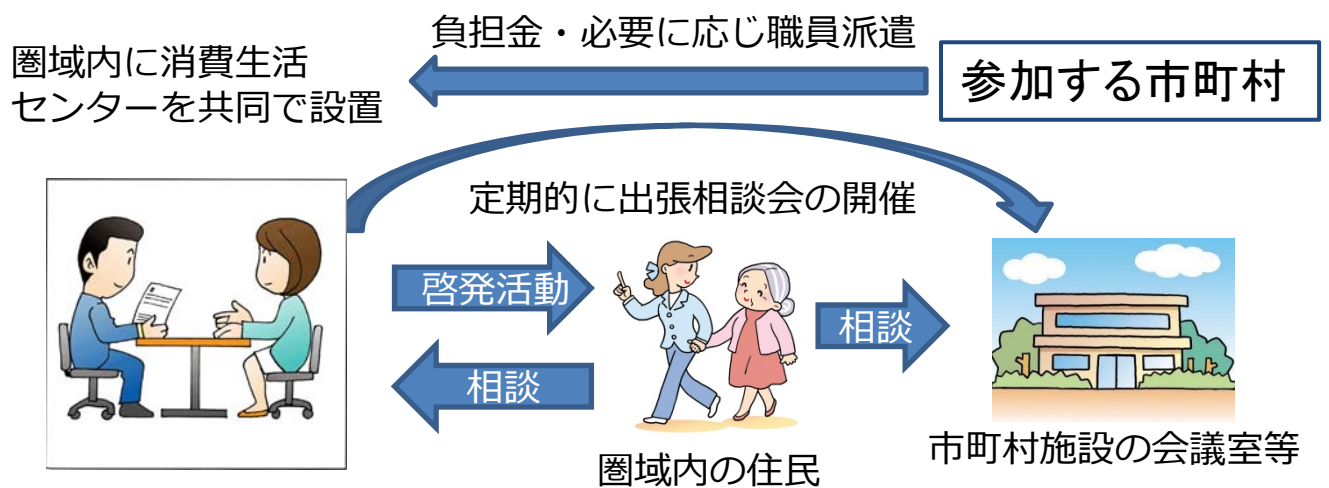 負担金・必要に応じ職員派遣
圏域内に消費生活
センターを共同で設置
参加する市町村
定期的に出張相談会の開催
啓発活動
相談
相談
圏域内の住民
市町村施設の会議室等